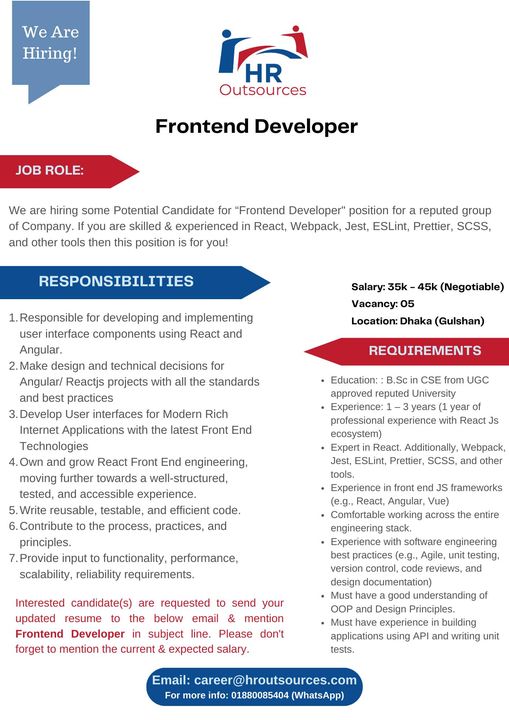 We Are
Hiring!
HR
Outsources
Frontend Developer
JOB ROLE:
We are hiring some Potential Candidate for “Frontend Developer" position for a reputed group
of Company. If you are skilled & experienced in React, Webpack, Jest, ESLint, Prettier, SCSS,
and other tools then this position is for you!
RESPONSIBILITIES
1. Responsible for developing and implementing
user interface components using React and
Angular.
2. Make design and technical decisions for
Angular/ Reactjs projects with all the standards
and best practices
3. Develop User interfaces for Modern Rich
Internet Applications with the latest Front End
Technologies
4. Own and grow React Front End engineering,
moving further towards a well-structured,
tested, and accessible experience.
5. Write reusable, testable, and efficient code.
6. Contribute to the process, practices, and
principles.
7. Provide input to functionality, performance,
scalability, reliability requirements.
Interested candidate(s) are requested to send your
updated resume to the below email & mention
Frontend Developer in subject line. Please don't
forget to mention the current & expected salary.
Salary: 35k - 45k (Negotiable)
Vacancy: 05
Location: Dhaka (Gulshan)
REQUIREMENTS
• Education: : B.Sc in CSE from UGC
approved reputed University
• Experience: 1 – 3 years (1 year of
professional experience with React Js
ecosystem)
• Expert in React. Additionally, Webpack,
Jest, ESLint, Prettier, SCSS, and other
tools.
• Experience in front end JS frameworks
(e.g., React, Angular, Vue)
• Comfortable working across the entire
engineering stack.
• Experience with software engineering
best practices (e.g., Agile, unit testing,
version control, code reviews, and
design documentation)
• Must have a good understanding of
OOP and Design Principles.
• Must have experience in building
applications using API and writing unit
tests.
Email: career@hroutsources.com
For more info: 01880085404 (WhatsApp)